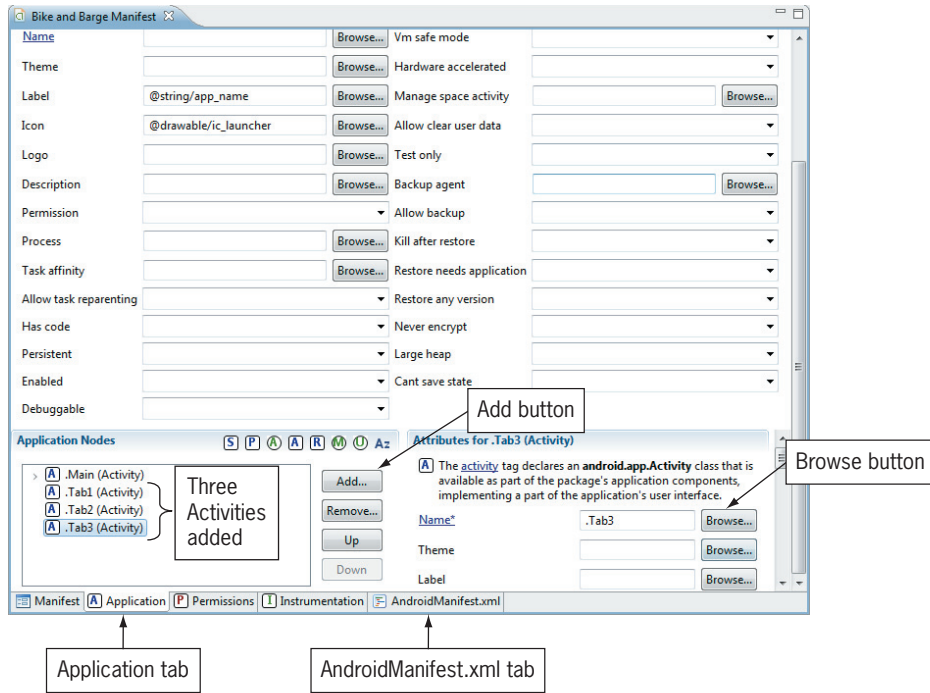 Bike and Barge Manifest
Name Browse... Vm safe mode
Theme Browse... Hardware accelerated
Label @string/app_name Browse... Manage space activity Browse...
Icon @drawable/ic_launcher Browse... Allow clear user data
Logo Browse... Test only
Description Browse... Backup agent Browse...
Permission Allow backup
Process Browse... Kill after restore
Task affinity Browse... Restore needs application
Allow task reparenting Restore any version
Has code Never encrypt
Persistent Large heap
Enabled Cant save state
Debuggable
Add button
Application Nodes S P A A R M U Az
Attributes for .Tab3 (Activity)
Browse button
A .Main (Activity)
A .Tab1 (Activity)
A .Tab2 (Activity)
A .Tab3 (Activity)
Three
Activities
added
Add...
Remove...
Up
Down
A The activity tag declares an android.app.Activity class that is
available as part of the package's application components,
implementing a part of the application's user interface.
Name* .Tab3 Browse...
Theme Browse...
Label Browse...
Manifest A Application P Permissions I Instrumentation AndroidManifest.xml
Application tab
AndroidManifest.xml tab